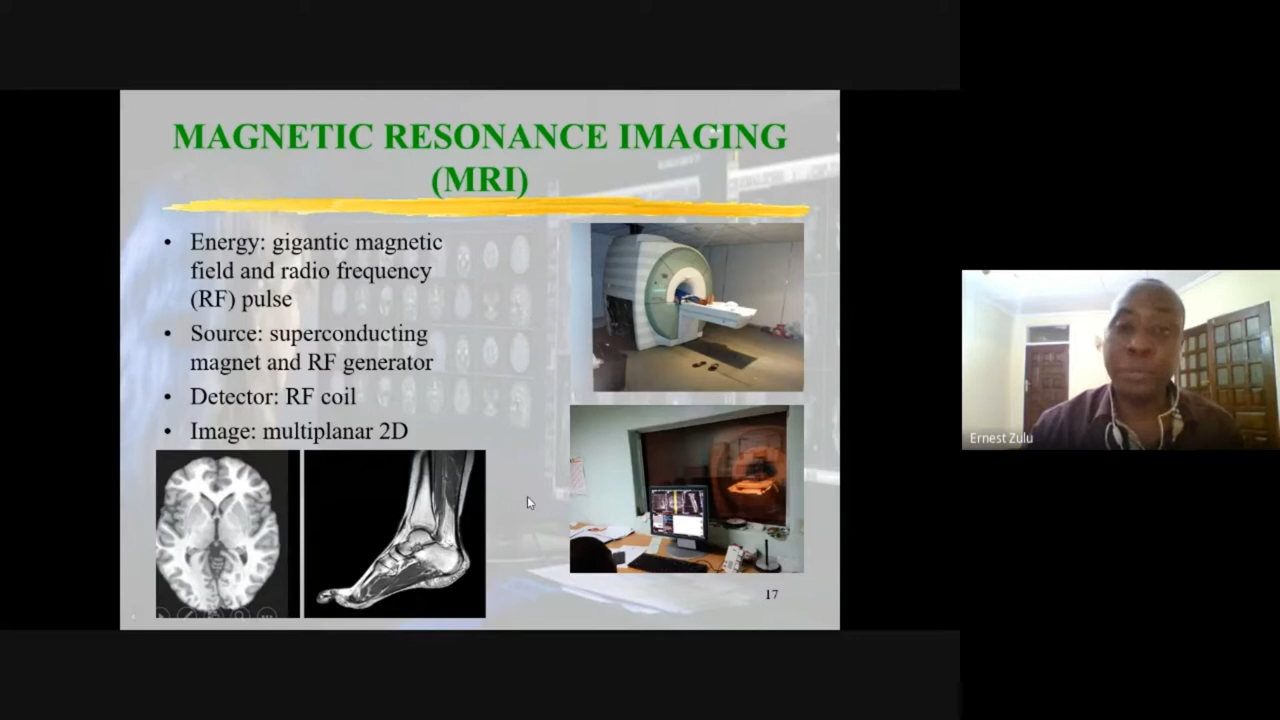 MAGNETIC RESONANCE IMAGING
(MRI)
• Energy: gigantic magnetic
field and radio frequency
(RF) pulse
• Source: superconducting
magnet and RF generator
• Detector: RF coil
• Image: multiplanar 2D
17
Ernest Zulu